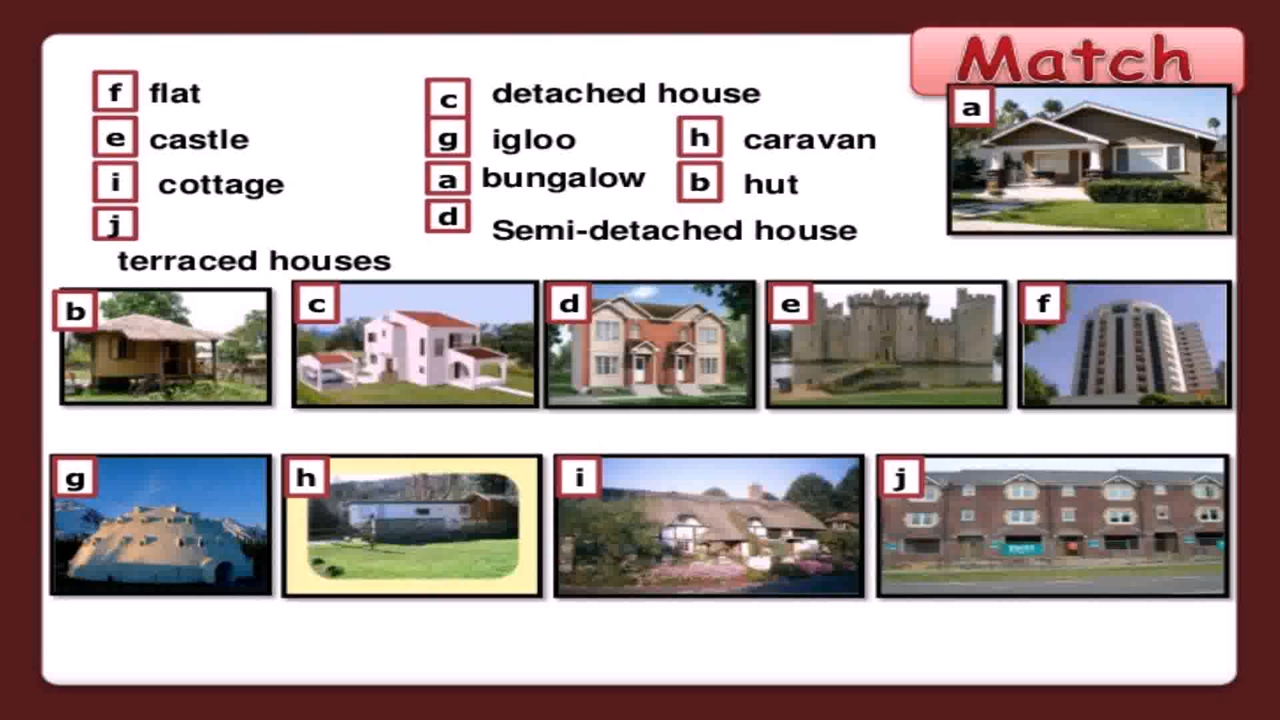 Match
f flat
e castle
i cottage
j
terraced houses
c detached house
g igloo
a bungalow
d Semi-detached house
h caravan
b hut
a
b
c
d
e
f
g
h
i
j